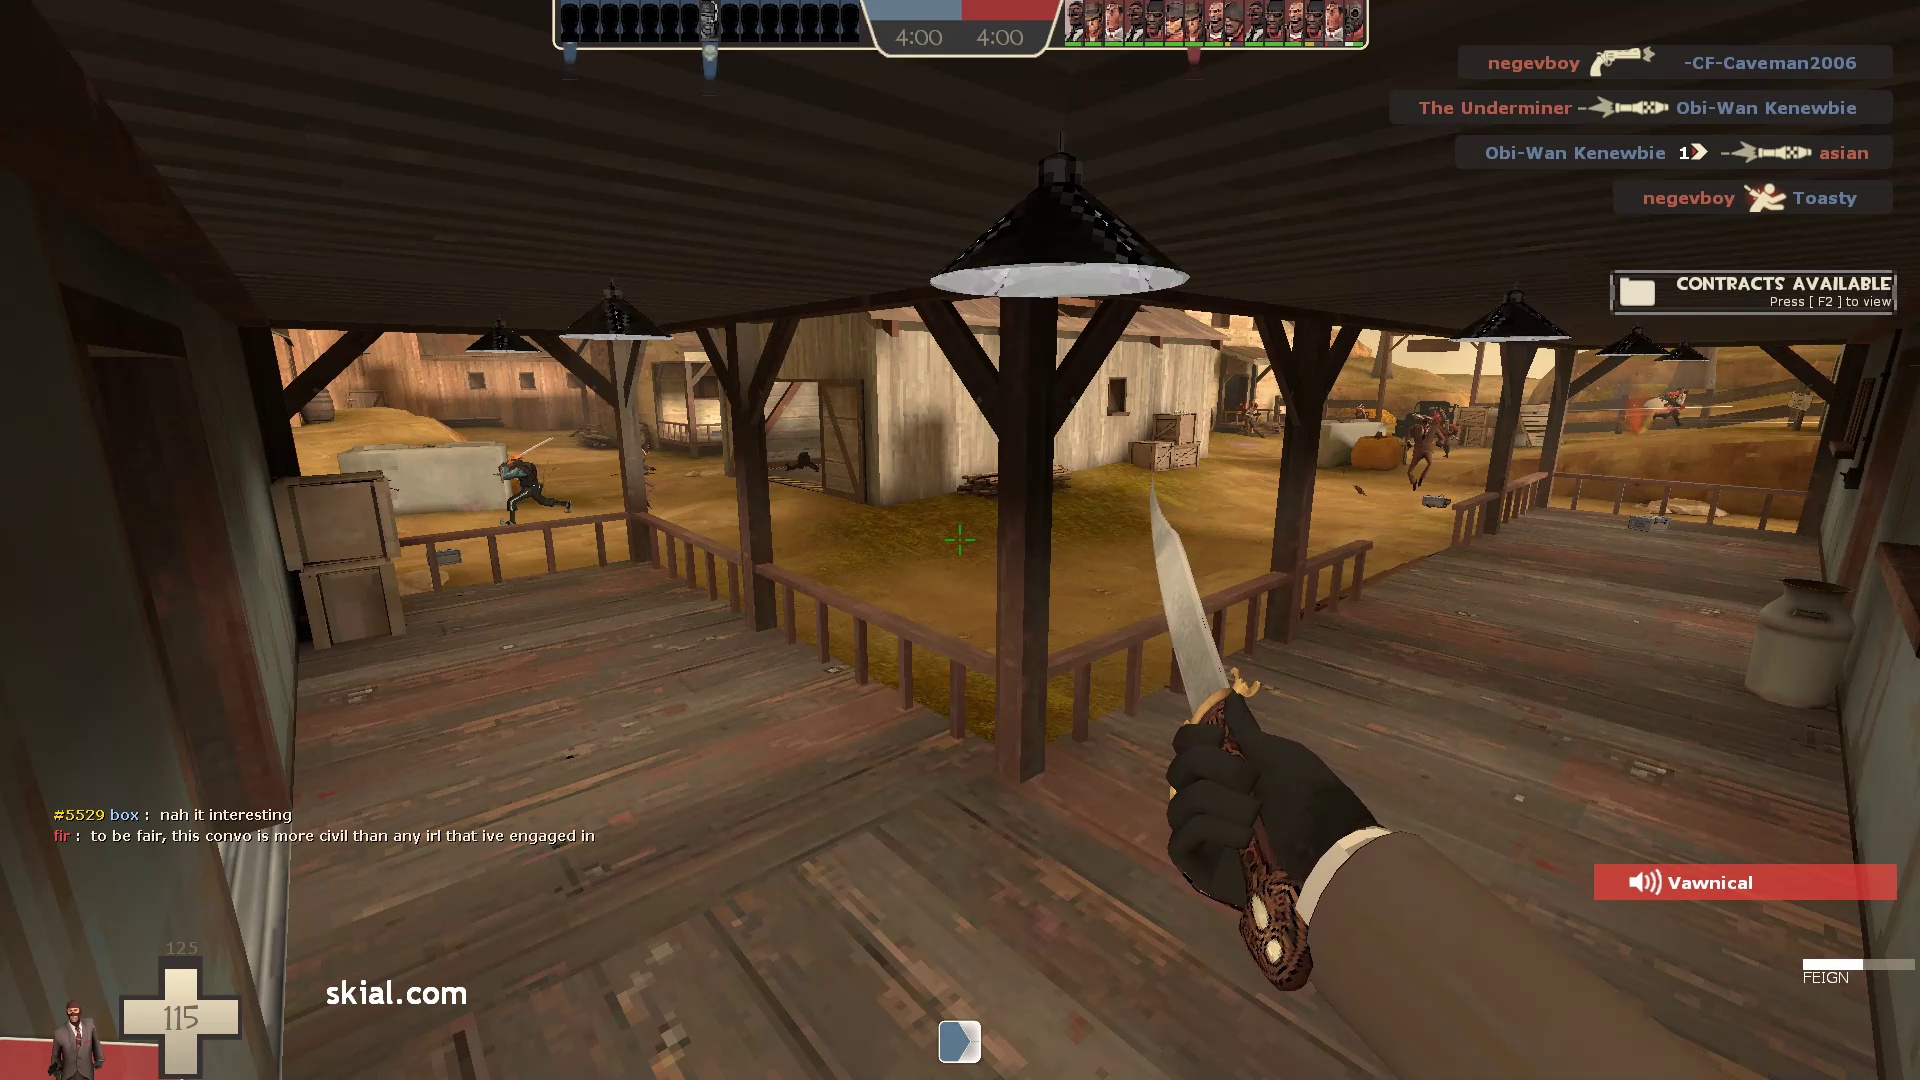 4:00 4:00
negevboy -CF-Caveman2006
The Underminer Obi-Wan Kenewbie
Obi-Wan Kenewbie 1 asian
negevboy Toasty
CONTRACTS AVAILABLE
Press [ F2 ] to view
#5529 box : nah it interesting
fir : to be fair, this convo is more civil than any irl that ive engaged in
Vawnical
125
115
skial.com
FEIGN